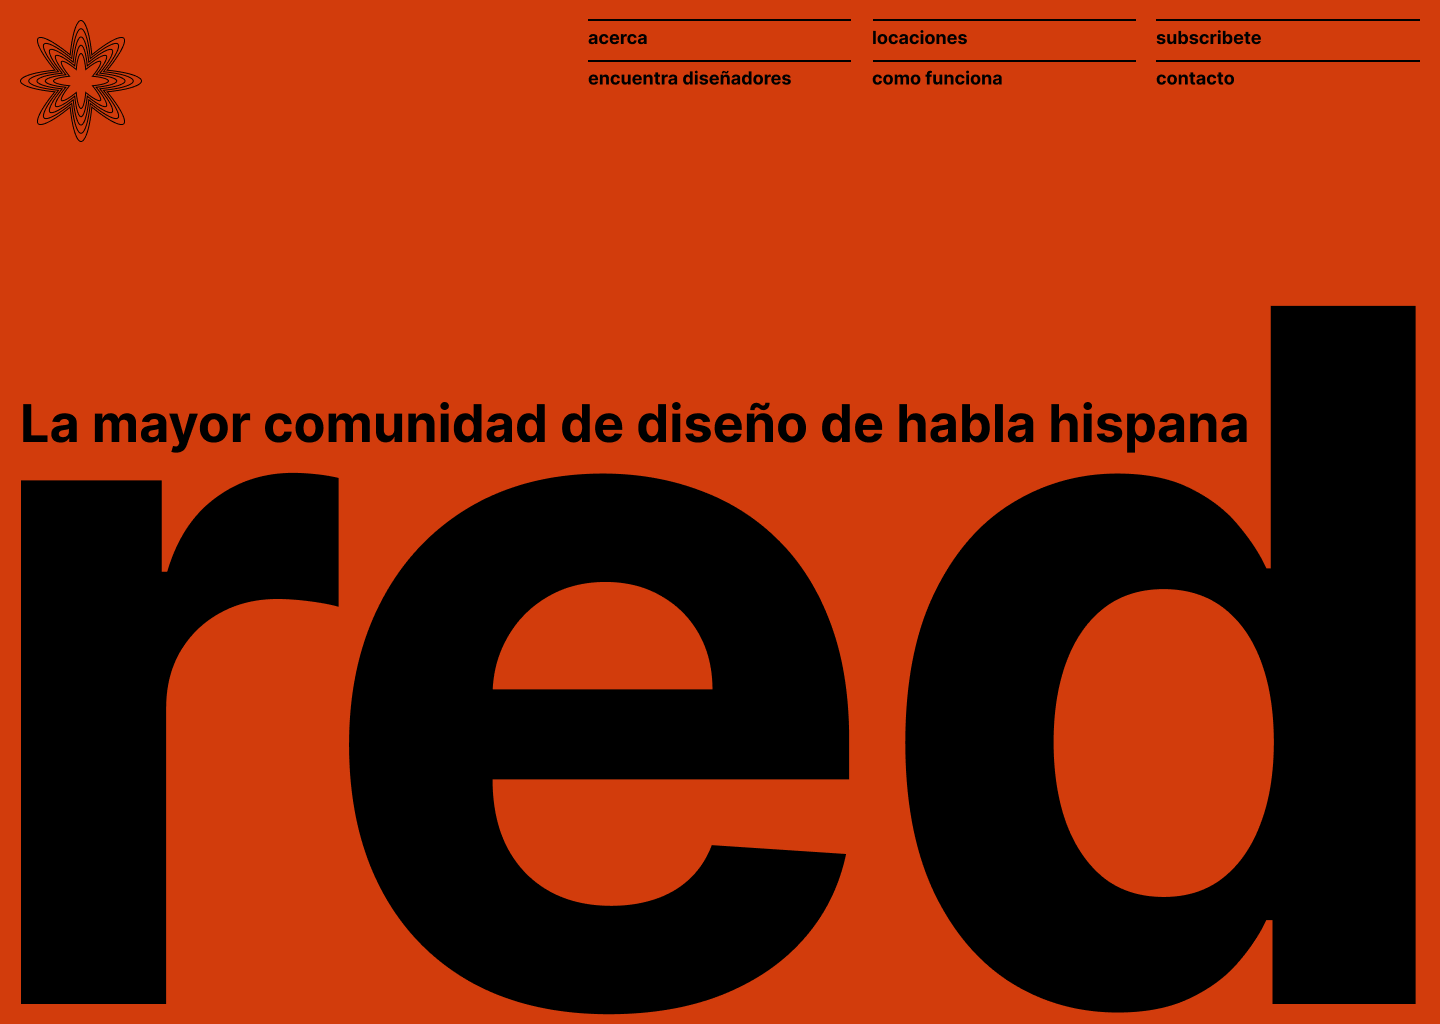 acerca
locaciones
subscribete
encuentra diseñadores
como funciona
contacto
La mayor comunidad de diseño de habla hispana
red